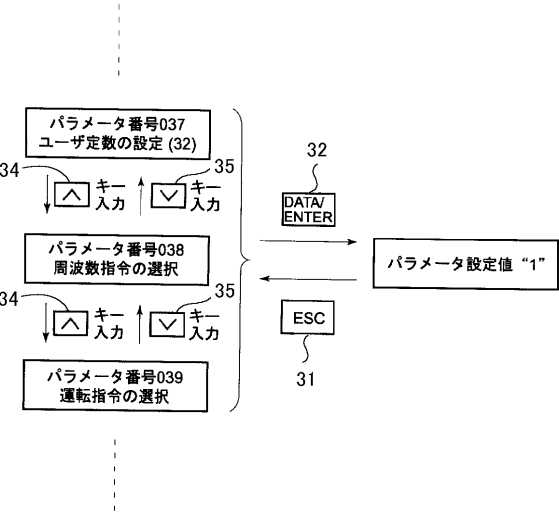 パラメータ番号037
ユーザ定数の設定 (32)
34
∧
キー
入力
∨
キー
入力
35
パラメータ番号038
周波数指令の選択
34
∧
キー
入力
∨
キー
入力
35
パラメータ番号039
運転指令の選択
32
DATA/
ENTER
ESC
31
パラメータ設定値 “1”